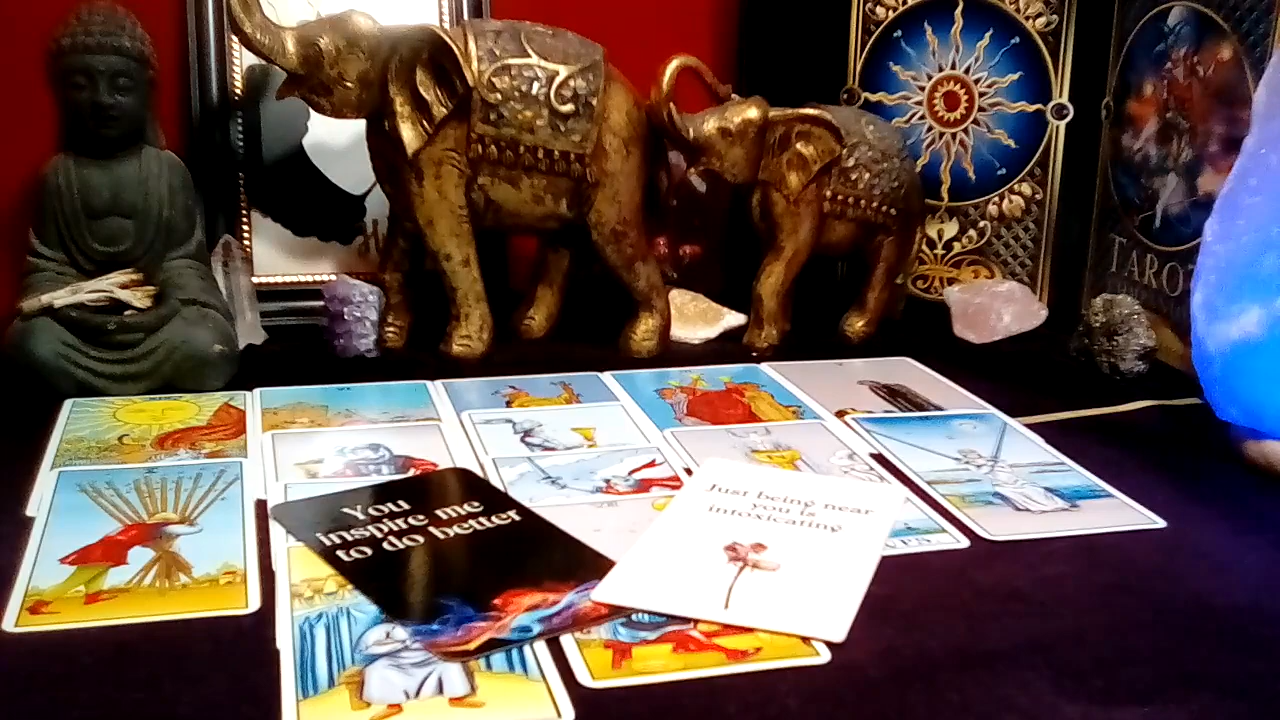 TAROT
You
inspire me
to do better
Just being near
you is
intoxicating